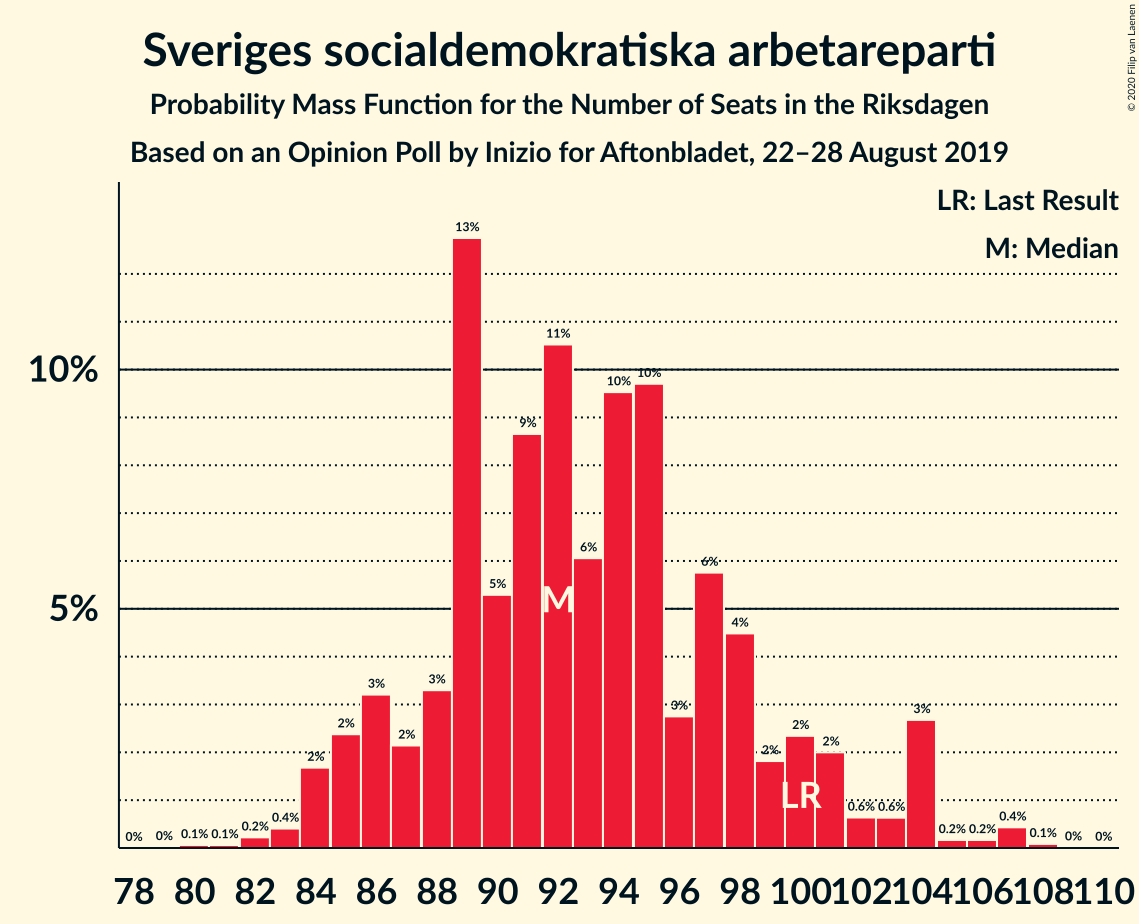 Sveriges socialdemokratiska arbetareparti
Probability Mass Function for the Number of Seats in the Riksdagen
Based on an Opinion Poll by Inizio for Aftonbladet, 22–28 August 2019
© 2020 Filip van Laenen
LR: Last Result
M: Median
10%
5%
0% 0% 0.1% 0.1% 0.2% 0.4% 2% 2% 3% 2% 3% 13% 5% 9% 11% 6% 10% 10% 3% 6% 4% 2% 2% 2% 0.6% 0.6% 3% 0.2% 0.2% 0.4% 0.1% 0% 0%
M
LR
78 80 82 84 86 88 90 92 94 96 98 100 102 104 106 108 110